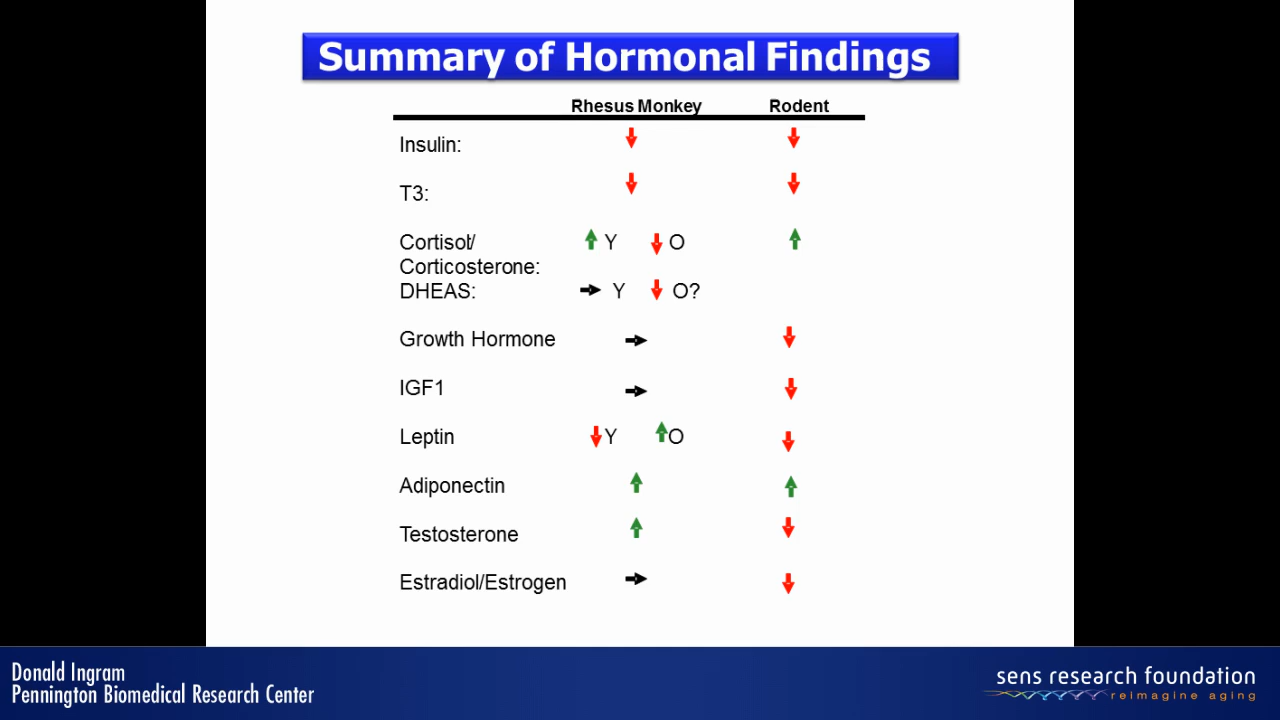 Summary of Hormonal Findings
Rhesus Monkey Rodent
Insulin:
T3:
Cortisol/ Y O
Corticosterone:
DHEAS: Y O?
Growth Hormone
IGF1
Leptin Y O
Adiponectin
Testosterone
Estradiol/Estrogen
Donald Ingram
Pennington Biomedical Research Center
sens research foundation
reimagine aging